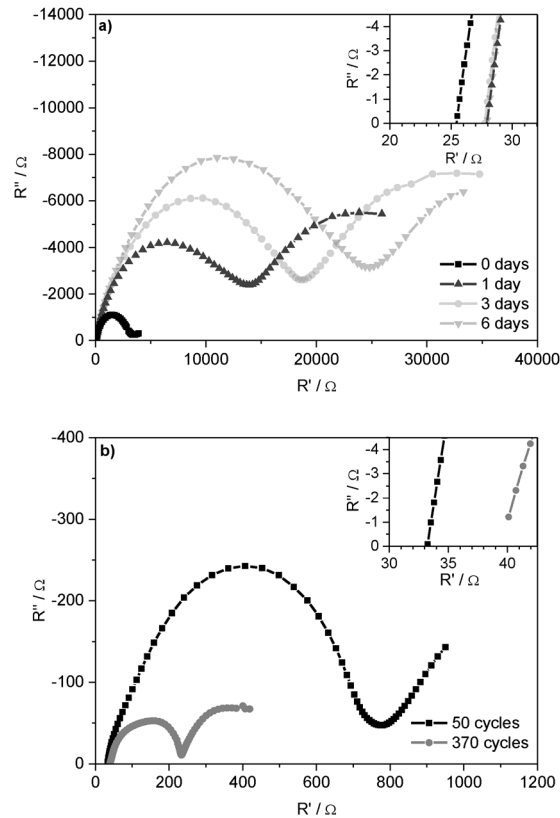 a)
-14000
-12000
-10000
-8000
-6000
-4000
-2000
0
R'' / Ω
0
10000
20000
30000
40000
R' / Ω
-4
-3
-2
-1
0
R'' / Ω
20
25
30
R' / Ω
0 days
1 day
3 days
6 days
b)
-400
-300
-200
-100
0
R'' / Ω
0
200
400
600
800
1000
1200
R' / Ω
-4
-3
-2
-1
0
R'' / Ω
30
35
40
R' / Ω
50 cycles
370 cycles